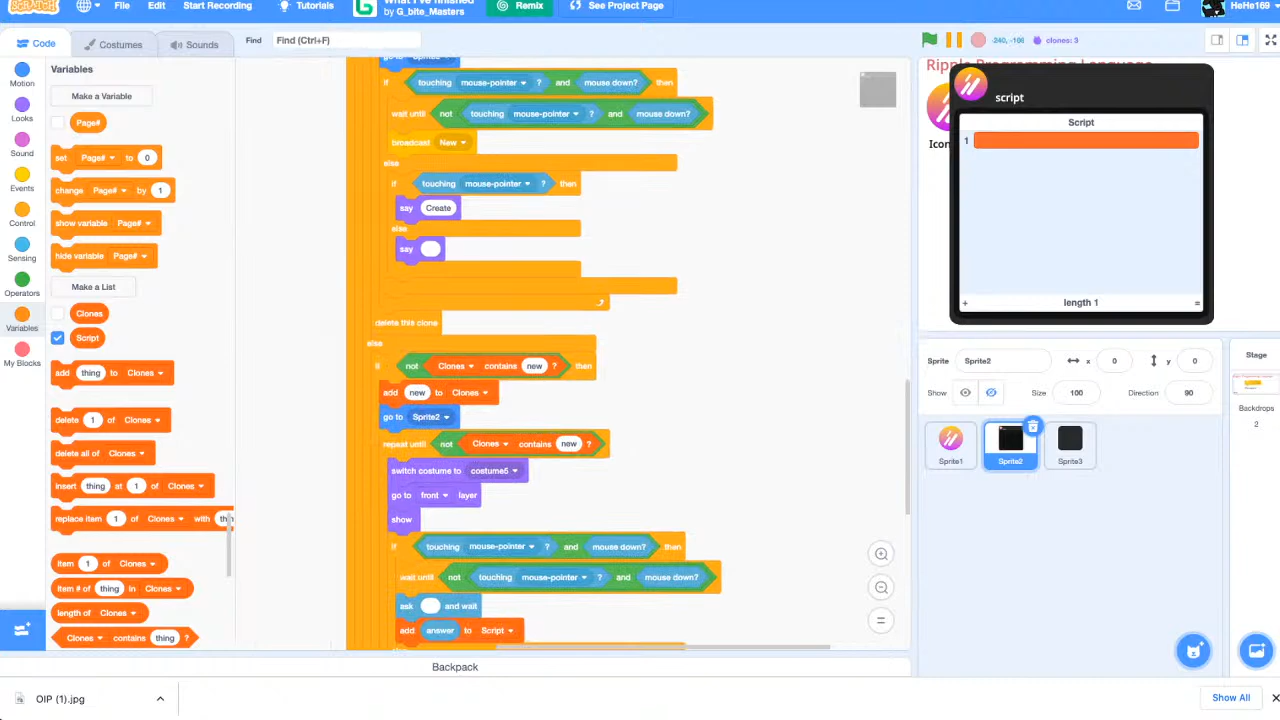 SCRATCH
File
Edit
Start Recording
Tutorials
What I've finished
by G_bite_Masters
Remix
See Project Page
HeHe169
Code
Costumes
Sounds
Find
Find (Ctrl+F)
-240, -166
clones: 3
Motion
Looks
Sound
Events
Control
Sensing
Operators
Variables
My Blocks
Variables
Make a Variable
Page#
set Page# to 0
change Page# by 1
show variable Page#
hide variable Page#
Make a List
Clones
Script
add thing to Clones
delete 1 of Clones
delete all of Clones
insert thing at 1 of Clones
replace item 1 of Clones with
item 1 of Clones
item # of thing in Clones
length of Clones
Clones contains thing ?
go to Sprite2
if touching mouse-pointer ? and mouse down? then
wait until not touching mouse-pointer ? and mouse down?
broadcast New
else
if touching mouse-pointer ? then
say Create
else
say
delete this clone
else
if not Clones contains new ? then
add new to Clones
go to Sprite2
repeat until not Clones contains new ?
switch costume to costume5
go to front layer
show
if touching mouse-pointer ? and mouse down? then
wait until not touching mouse-pointer ? and mouse down?
ask and wait
add answer to Script
Ripple Programming Language
script
Icon
Script
1
+ length 1 =
Sprite
Sprite2
x 0
y 0
Show
Size 100
Direction 90
Sprite1
Sprite2
Sprite3
Stage
Backdrops
2
Backpack
OIP (1).jpg
Show All